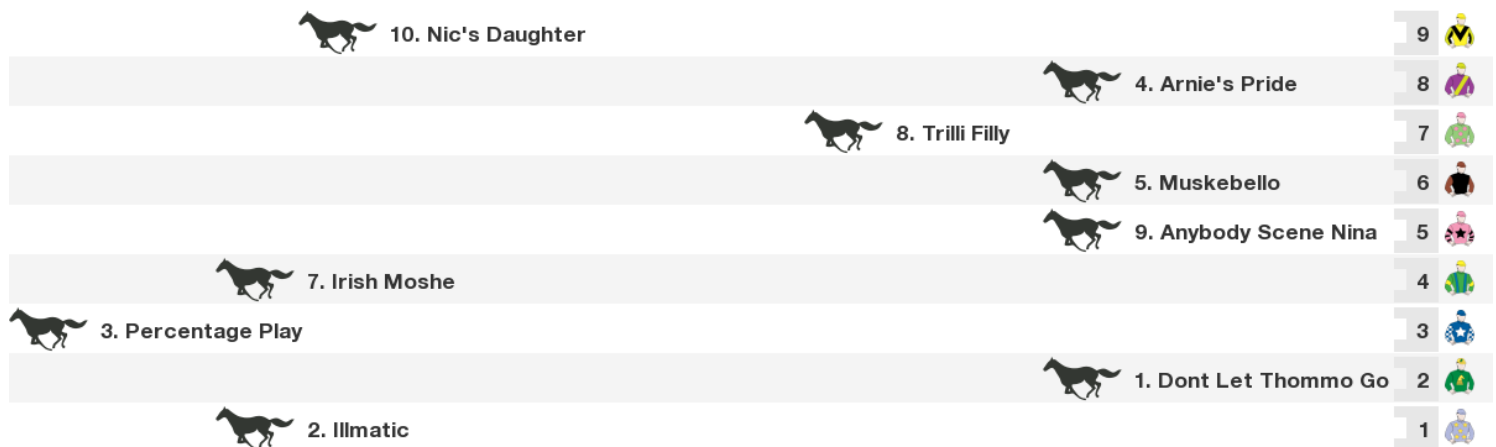 10. Nic's Daughter 9
4. Arnie's Pride 8
8. Trilli Filly 7
5. Muskebello 6
9. Anybody Scene Nina 5
7. Irish Moshe 4
3. Percentage Play 3
1. Dont Let Thommo Go 2
2. Illmatic 1